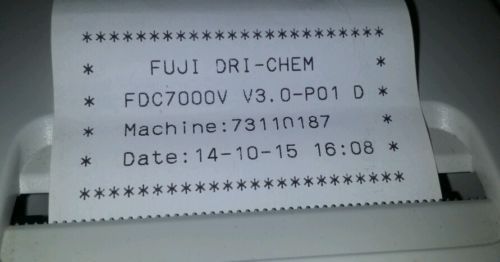 ***********************
* FUJI DRI-CHEM *
* FDC7000V V3.0-P01 D *
* Machine:73110187 *
* Date:14-10-15 16:08 *
***********************